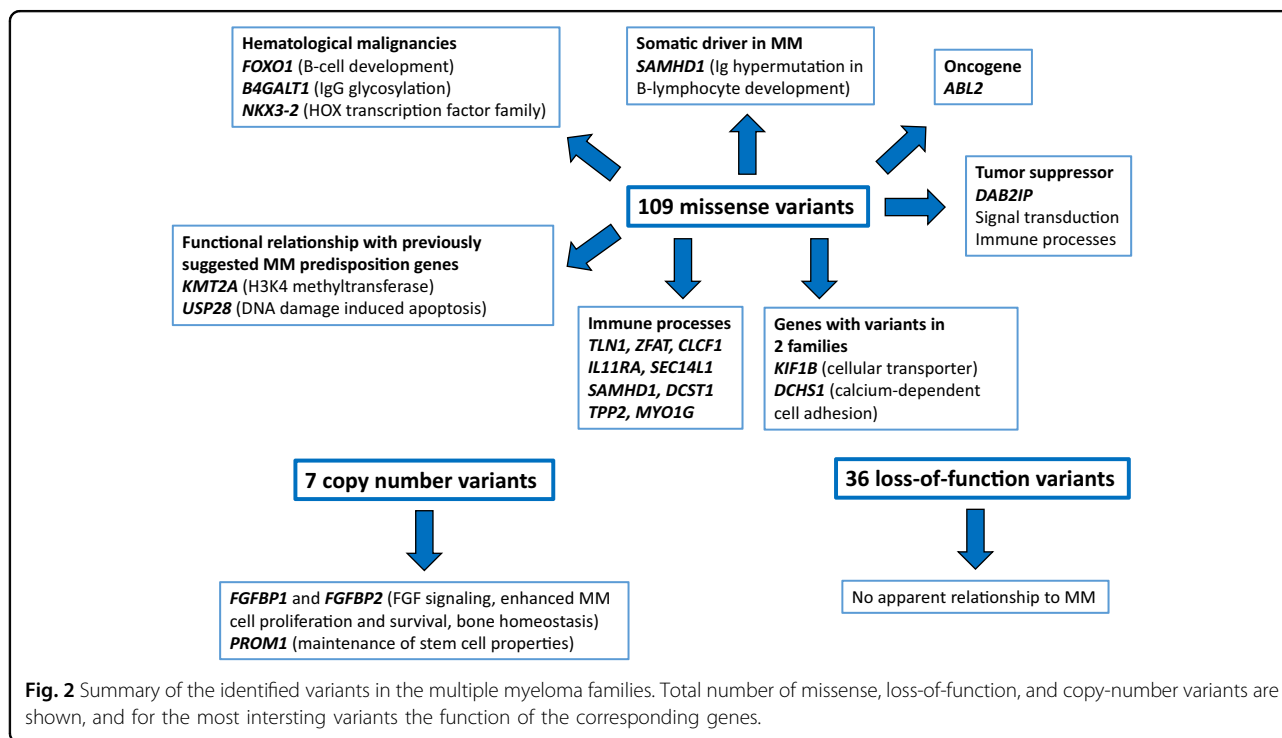 Hematological malignancies
FOXO1 (B-cell development)
B4GALT1 (IgG glycosylation)
NKX3-2 (HOX transcription factor family)
Somatic driver in MM
SAMHD1 (Ig hypermutation in
B-lymphocyte development)
Oncogene
ABL2
109 missense variants
Tumor suppressor
DAB2IP
Signal transduction
Immune processes
Functional relationship with previously
suggested MM predisposition genes
KMT2A (H3K4 methyltransferase)
USP28 (DNA damage induced apoptosis)
Immune processes
TLN1, ZFAT, CLCF1
IL11RA, SEC14L1
SAMHD1, DCST1
TPP2, MYO1G
Genes with variants in
2 families
KIF1B (cellular transporter)
DCHS1 (calcium-dependent
cell adhesion)
7 copy number variants
36 loss-of-function variants
FGFBP1 and FGFBP2 (FGF signaling, enhanced MM
cell proliferation and survival, bone homeostasis)
PROM1 (maintenance of stem cell properties)
No apparent relationship to MM
Fig. 2 Summary of the identified variants in the multiple myeloma families. Total number of missense, loss-of-function, and copy-number variants are
shown, and for the most intersting variants the function of the corresponding genes.